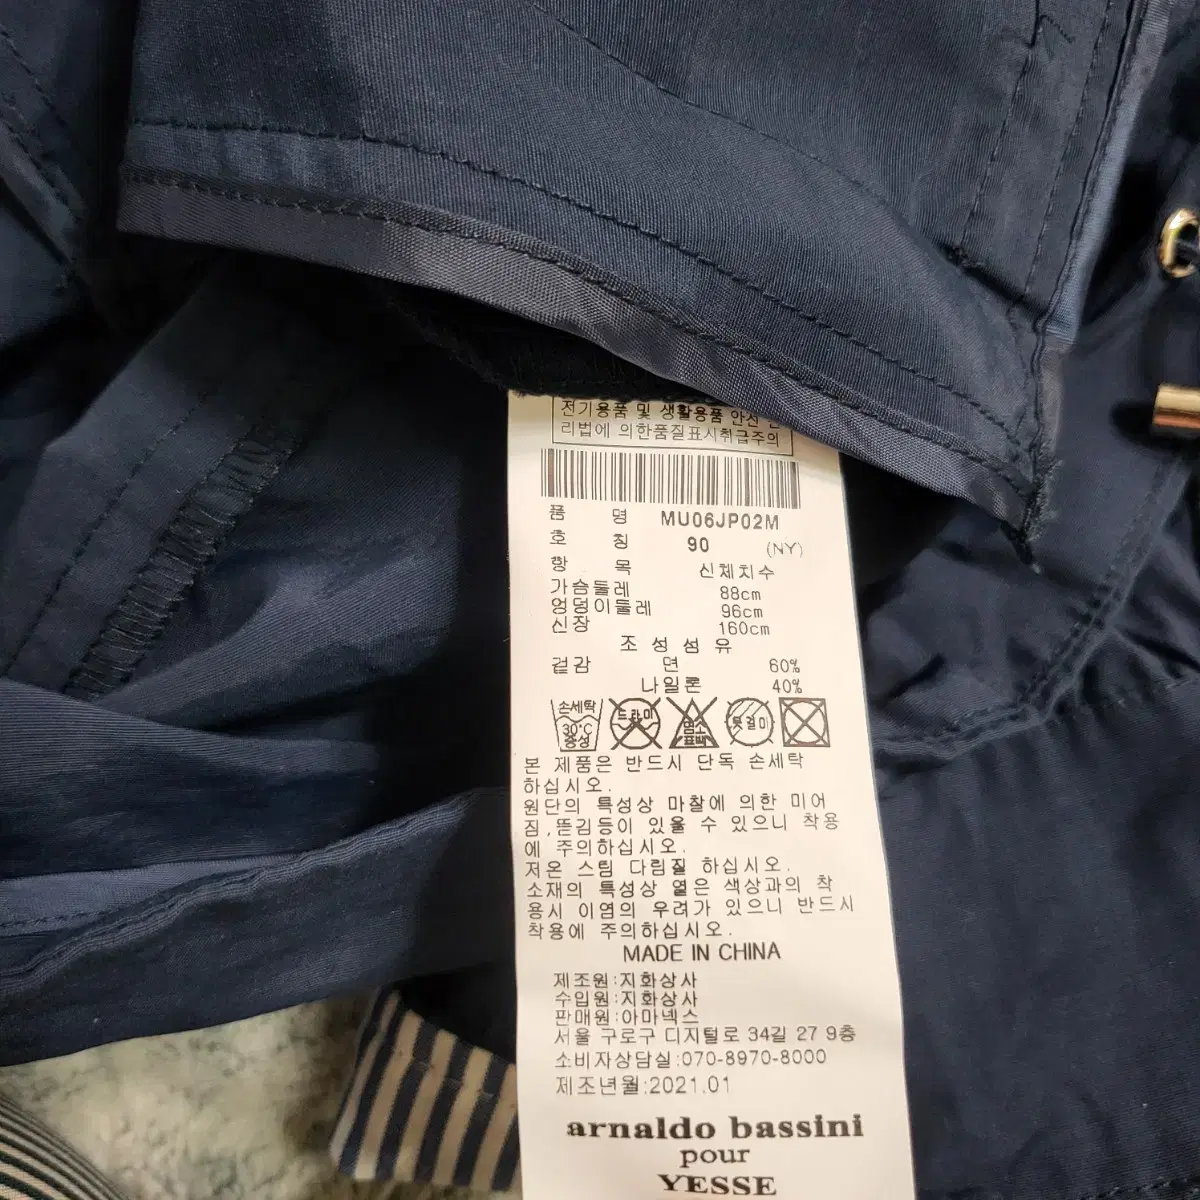 전기용품 및 생활용품 안전
리법에 의한품질표시취급주의
품 명 MU06JP02M
호 칭 90 (NY)
항 목 신체치수
가슴둘레 88cm
엉덩이둘레 96cm
신장 160cm
조성섬유
겉감 면 60%
나일론 40%
손세탁 30℃ 중성 드라이 염소표백
본 제품은 반드시 단독 손세탁
하십시오.
원단의 특성상 마찰에 의한 미어
짐,뜯김등이 있을 수 있으니 착용
에 주의하십시오.
저온 스팀 다림질 하십시오.
소재의 특성상 옅은 색상과의 착
용시 이염의 우려가 있으니 반드시
착용에 주의하십시오.
MADE IN CHINA
제조원:지화상사
수입원:지화상사
판매원:아마넥스
서울 구로구 디지털로 34길 27 9층
소비자상담실:070-8970-8000
제조년월:2021.01
arnaldo bassini
pour
YESSE